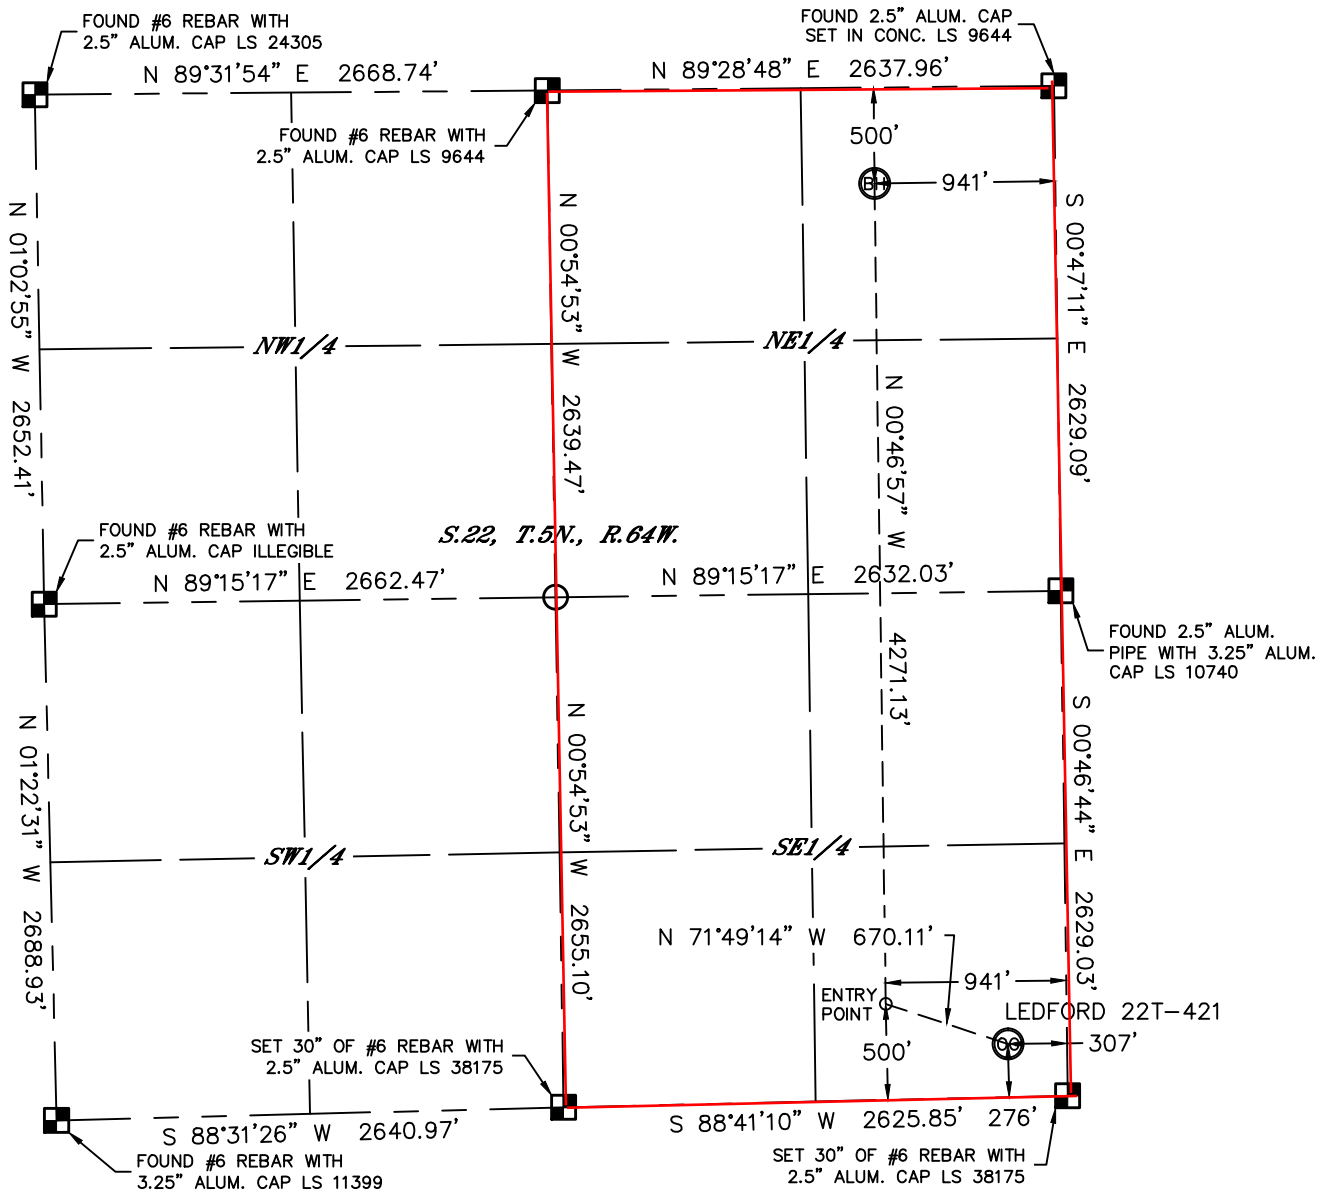 FOUND #6 REBAR WITH
2.5" ALUM. CAP LS 24305
FOUND 2.5" ALUM. CAP
SET IN CONC. LS 9644
N 89°31'54" E 2668.74'
N 89°28'48" E 2637.96'
FOUND #6 REBAR WITH
2.5" ALUM. CAP LS 9644
500'
BH
941'
N 01°02'55" W 2652.41'
N 00°54'53" W 2639.47'
S 00°47'11" E 2629.09'
NW1/4
NE1/4
N 00°46'57" W 4271.13'
FOUND #6 REBAR WITH
2.5" ALUM. CAP ILLEGIBLE
S.22, T.5N., R.64W.
N 89°15'17" E 2662.47'
N 89°15'17" E 2632.03'
FOUND 2.5" ALUM.
PIPE WITH 3.25" ALUM.
CAP LS 10740
N 01°22'31" W 2688.93'
N 00°54'53" W 2655.10'
S 00°46'44" E 2629.03'
SW1/4
SE1/4
N 71°49'14" W 670.11'
941'
ENTRY
POINT
LEDFORD 22T-421
500'
307'
SET 30" OF #6 REBAR WITH
2.5" ALUM. CAP LS 38175
S 88°31'26" W 2640.97'
S 88°41'10" W 2625.85' 276'
FOUND #6 REBAR WITH
3.25" ALUM. CAP LS 11399
SET 30" OF #6 REBAR WITH
2.5" ALUM. CAP LS 38175